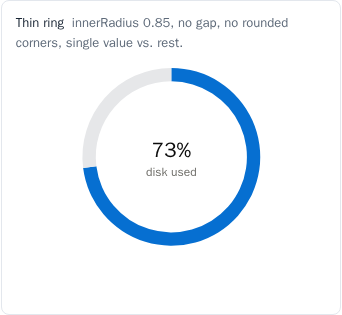 Thin ring innerRadius 0.85, no gap, no rounded
corners, single value vs. rest.
73%
disk used